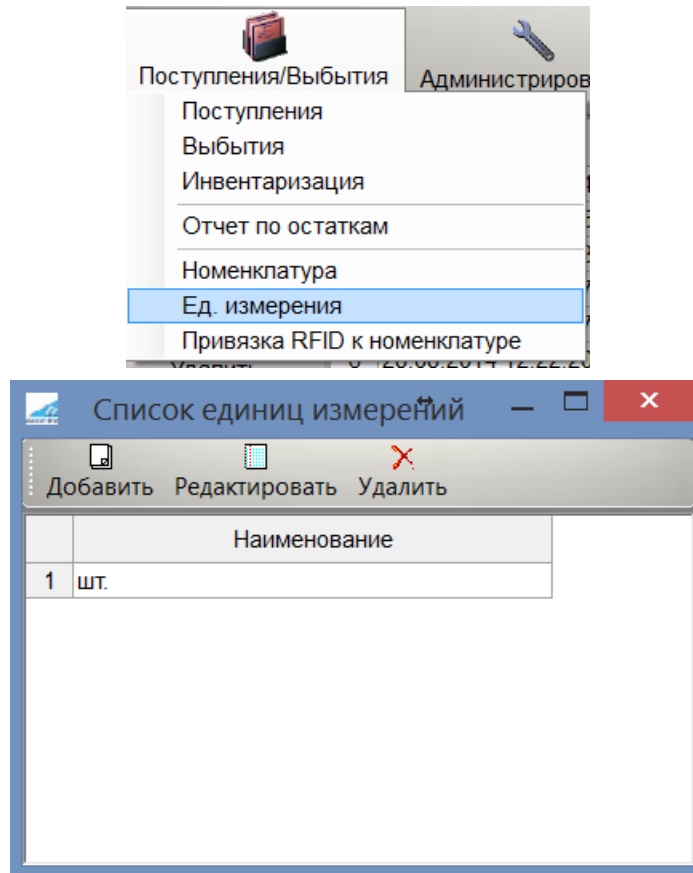 Поступления/Выбытия
Администриров
Поступления
Выбытия
Инвентаризация
Отчет по остаткам
Номенклатура
Ед. измерения
Привязка RFID к номенклатуре
Список единиц измерений
Добавить Редактировать Удалить
Наименование
1 шт.